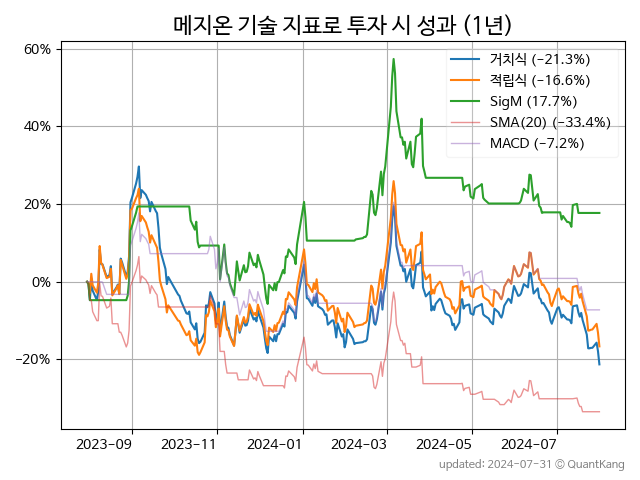 메지온 기술 지표로 투자 시 성과 (1년)
60%
40%
20%
0%
−20%
거치식 (−21.3%)
적립식 (−16.6%)
SigM (17.7%)
SMA(20) (−33.4%)
MACD (−7.2%)
2023-09
2023-11
2024-01
2024-03
2024-05
2024-07
updated: 2024-07-31 © QuantKang